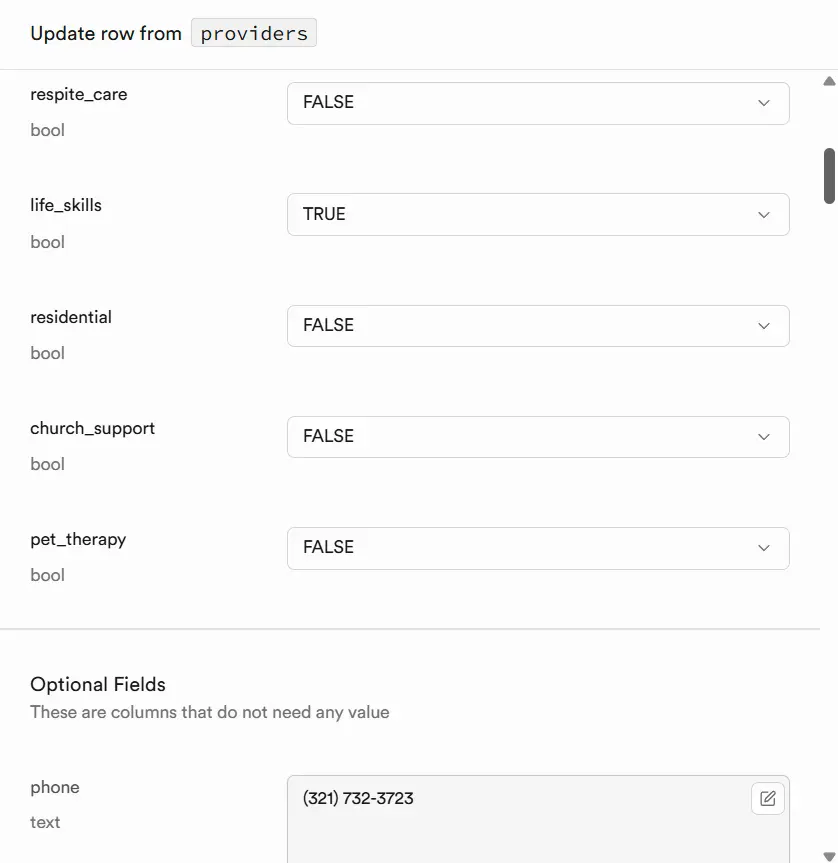 Update row from providers
respite_care
FALSE
bool
life_skills
TRUE
bool
residential
FALSE
bool
church_support
FALSE
bool
pet_therapy
FALSE
bool
Optional Fields
These are columns that do not need any value
phone
(321) 732-3723
text